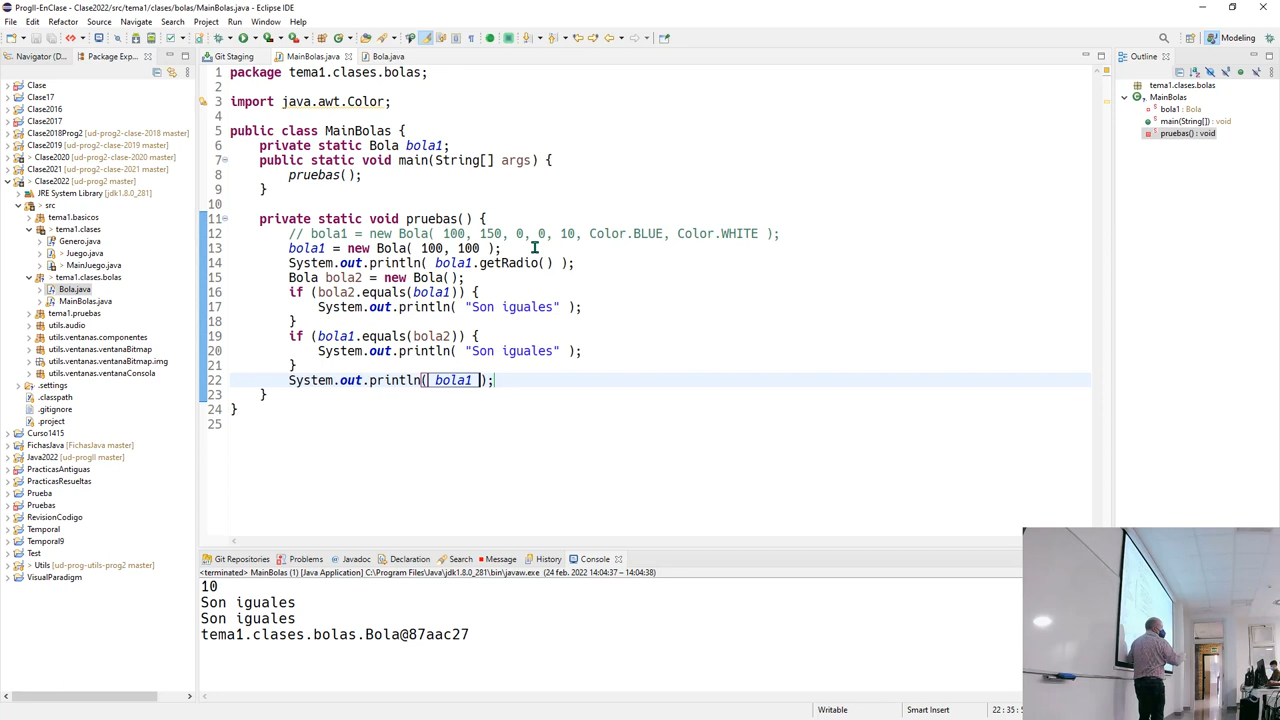 ProgII-EnClase - Clase2022/src/tema1/clases/bolas/MainBolas.java - Eclipse IDE
File Edit Refactor Source Navigate Search Project Run Window Help
Modeling
Navigator (D... Package Exp...
Git Staging MainBolas.java Bola.java
Outline
Clase
Clase17
Clase2016
Clase2017
Clase2018Prog2 [ud-prog2-clase-2018 master]
Clase2019 [ud-prog2-clase-2019 master]
> Clase2020 [ud-prog2-clase-2020 master]
Clase2021 [ud-prog2-clase-2021 master]
> Clase2022 [ud-prog2 master]
JRE System Library [jdk1.8.0_281]
> src
tema1.basicos
> tema1.clases
Genero.java
> Juego.java
> MainJuego.java
> tema1.clases.bolas
Bola.java
> MainBolas.java
tema1.pruebas
utils.audio
utils.ventanas.componentes
utils.ventanas.ventanaBitmap
utils.ventanas.ventanaBitmap.img
utils.ventanas.ventanaConsola
.settings
.classpath
.gitignore
.project
Curso1415
FichasJava [FichasJava master]
Java2022 [ud-progII master]
PracticasAntiguas
PracticasResueltas
Prueba
Pruebas
RevisionCodigo
Temporal
Temporal9
Test
> Utils [ud-prog-utils-prog2 master]
VisualParadigm
1 package tema1.clases.bolas;
2
3 import java.awt.Color;
4
5 public class MainBolas {
6 private static Bola bola1;
7 public static void main(String[] args) {
8 pruebas();
9 }
10
11 private static void pruebas() {
12 // bola1 = new Bola( 100, 150, 0, 0, 10, Color.BLUE, Color.WHITE );
13 bola1 = new Bola( 100, 100 );
14 System.out.println( bola1.getRadio() );
15 Bola bola2 = new Bola();
16 if (bola2.equals(bola1)) {
17 System.out.println( "Son iguales" );
18 }
19 if (bola1.equals(bola2)) {
20 System.out.println( "Son iguales" );
21 }
22 System.out.println( bola1 );
23 }
24 }
25
tema1.clases.bolas
MainBolas
bola1 : Bola
main(String[]) : void
pruebas() : void
Git Repositories Problems Javadoc Declaration Search Message History Console
<terminated> MainBolas (1) [Java Application] C:\Program Files\Java\jdk1.8.0_281\bin\javaw.exe (24 feb. 2022 14:04:37 – 14:04:38)
10
Son iguales
Son iguales
tema1.clases.bolas.Bola@87aac27
Writable Smart Insert 22 : 35 : 5